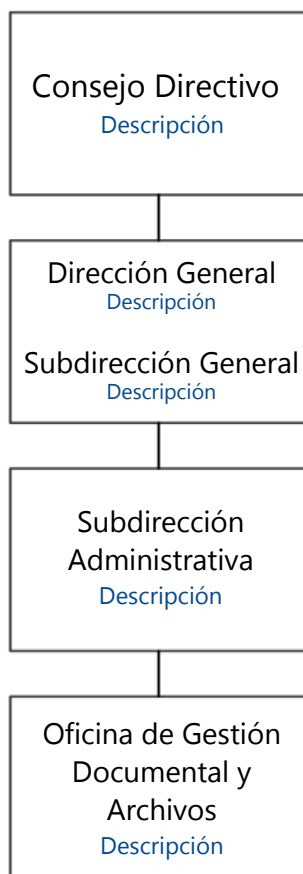 Consejo Directivo
Descripción
Dirección General
Descripción
Subdirección General
Descripción
Subdirección
Administrativa
Descripción
Oficina de Gestión
Documental y
Archivos
Descripción